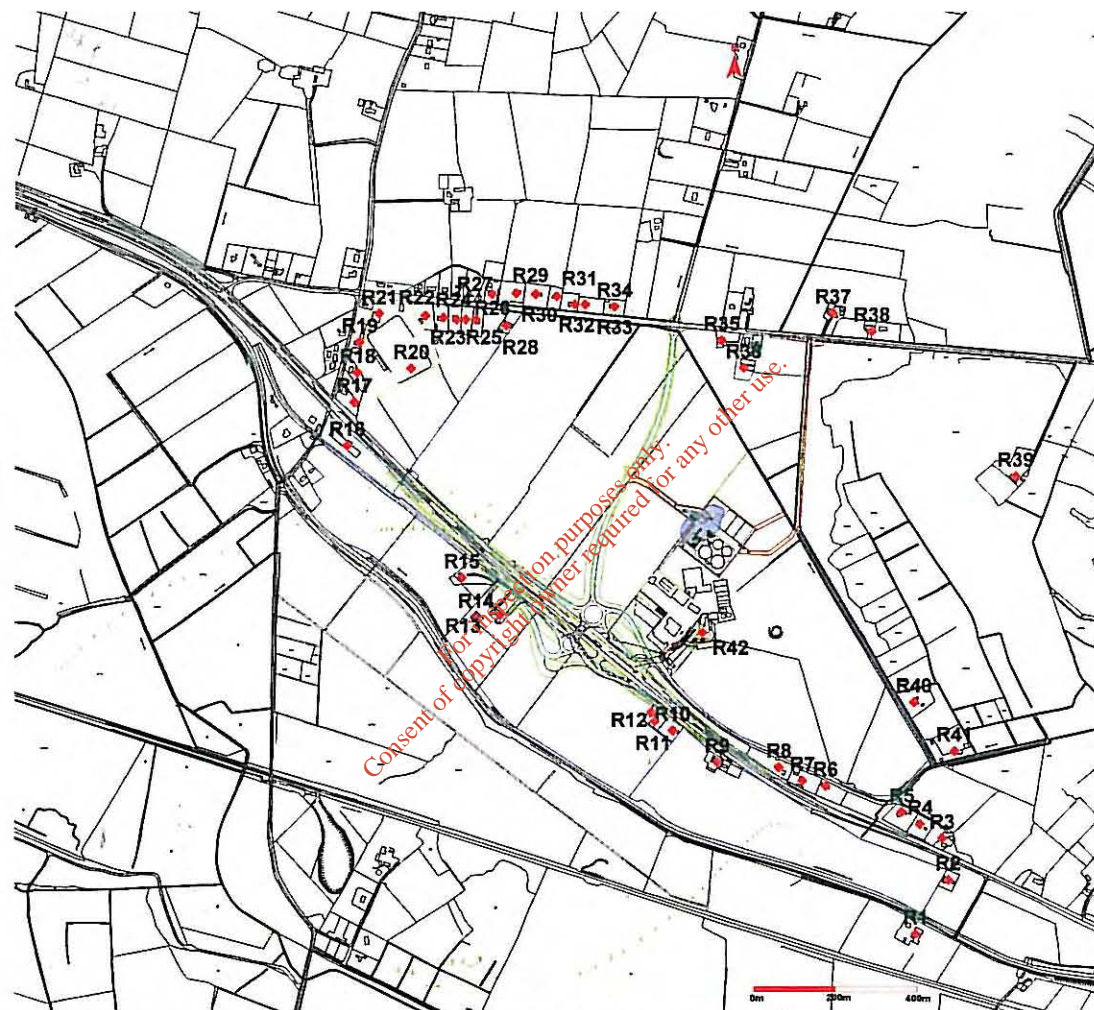 R27
R29
R31
R34
R21
R22
R24
R26
R30
R32
R33
R23
R25
R28
R19
R18
R20
R17
R16
R35
R36
R37
R38
R39
R15
R14
R13
R42
R12
R10
R11
R9
R8
R7
R6
R40
R41
R5
R4
R3
R2
R1
For inspection purposes only.
Consent of copyright owner required for any other use.
0m 200m 400m